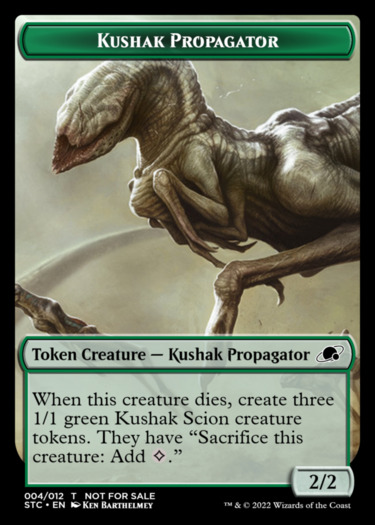 Kushak Propagator
Token Creature — Kushak Propagator
When this creature dies, create three
1/1 green Kushak Scion creature
tokens. They have “Sacrifice this
creature: Add ◇.”
2/2
004/012 T NOT FOR SALE
STC • EN Ken Barthelmey
™ & © 2022 Wizards of the Coast